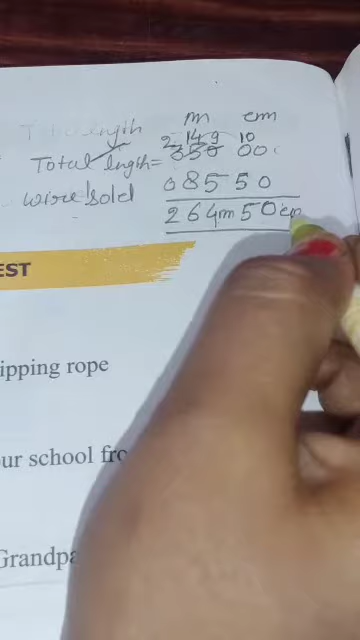 m cm
2 14 9 10
Total length = 350 00
wire sold 085 50
264m 50cm
EST
ipping rope
ur school fro
Grandpa